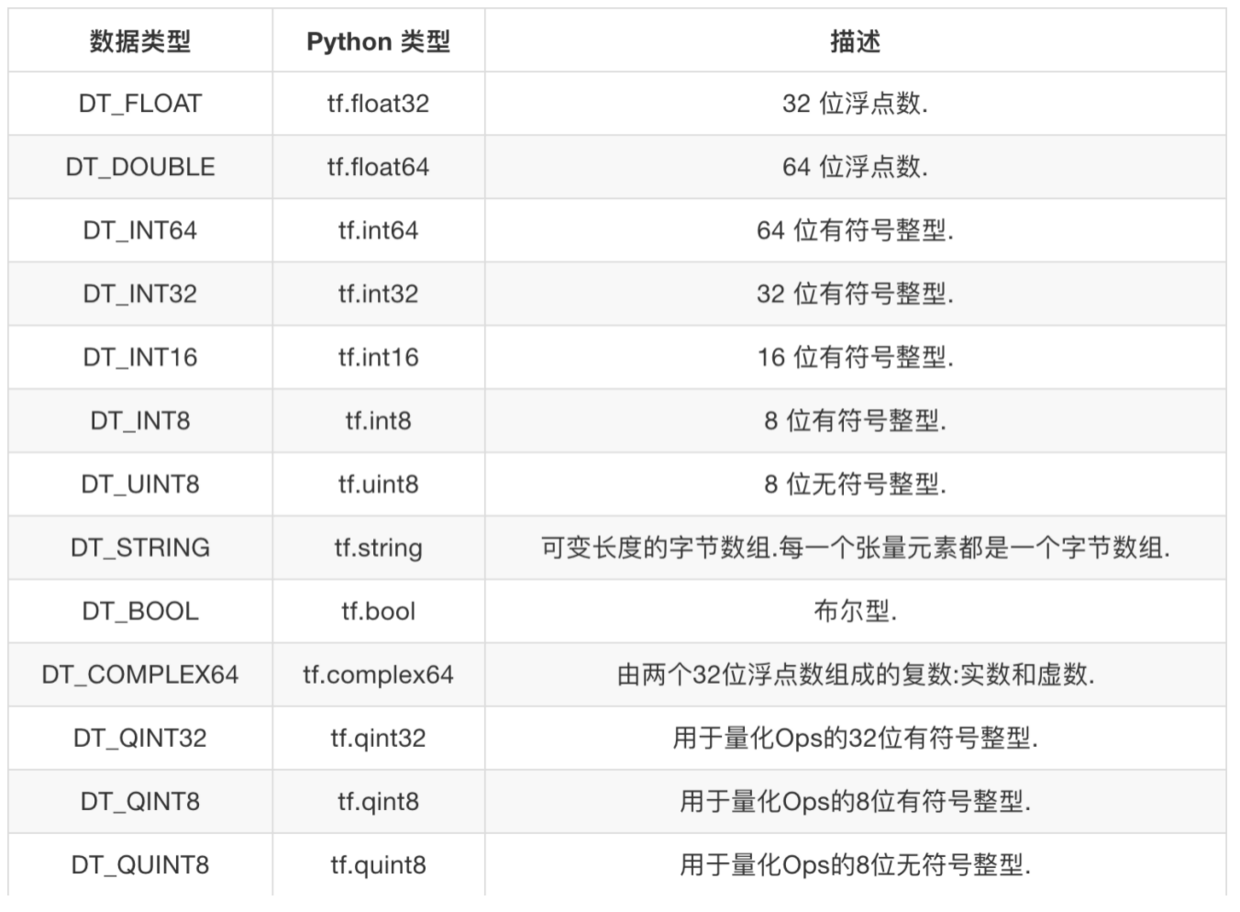 数据类型 Python 类型 描述
DT_FLOAT tf.float32 32 位浮点数.
DT_DOUBLE tf.float64 64 位浮点数.
DT_INT64 tf.int64 64 位有符号整型.
DT_INT32 tf.int32 32 位有符号整型.
DT_INT16 tf.int16 16 位有符号整型.
DT_INT8 tf.int8 8 位有符号整型.
DT_UINT8 tf.uint8 8 位无符号整型.
DT_STRING tf.string 可变长度的字节数组.每一个张量元素都是一个字节数组.
DT_BOOL tf.bool 布尔型.
DT_COMPLEX64 tf.complex64 由两个32位浮点数组成的复数:实数和虚数.
DT_QINT32 tf.qint32 用于量化Ops的32位有符号整型.
DT_QINT8 tf.qint8 用于量化Ops的8位有符号整型.
DT_QUINT8 tf.quint8 用于量化Ops的8位无符号整型.